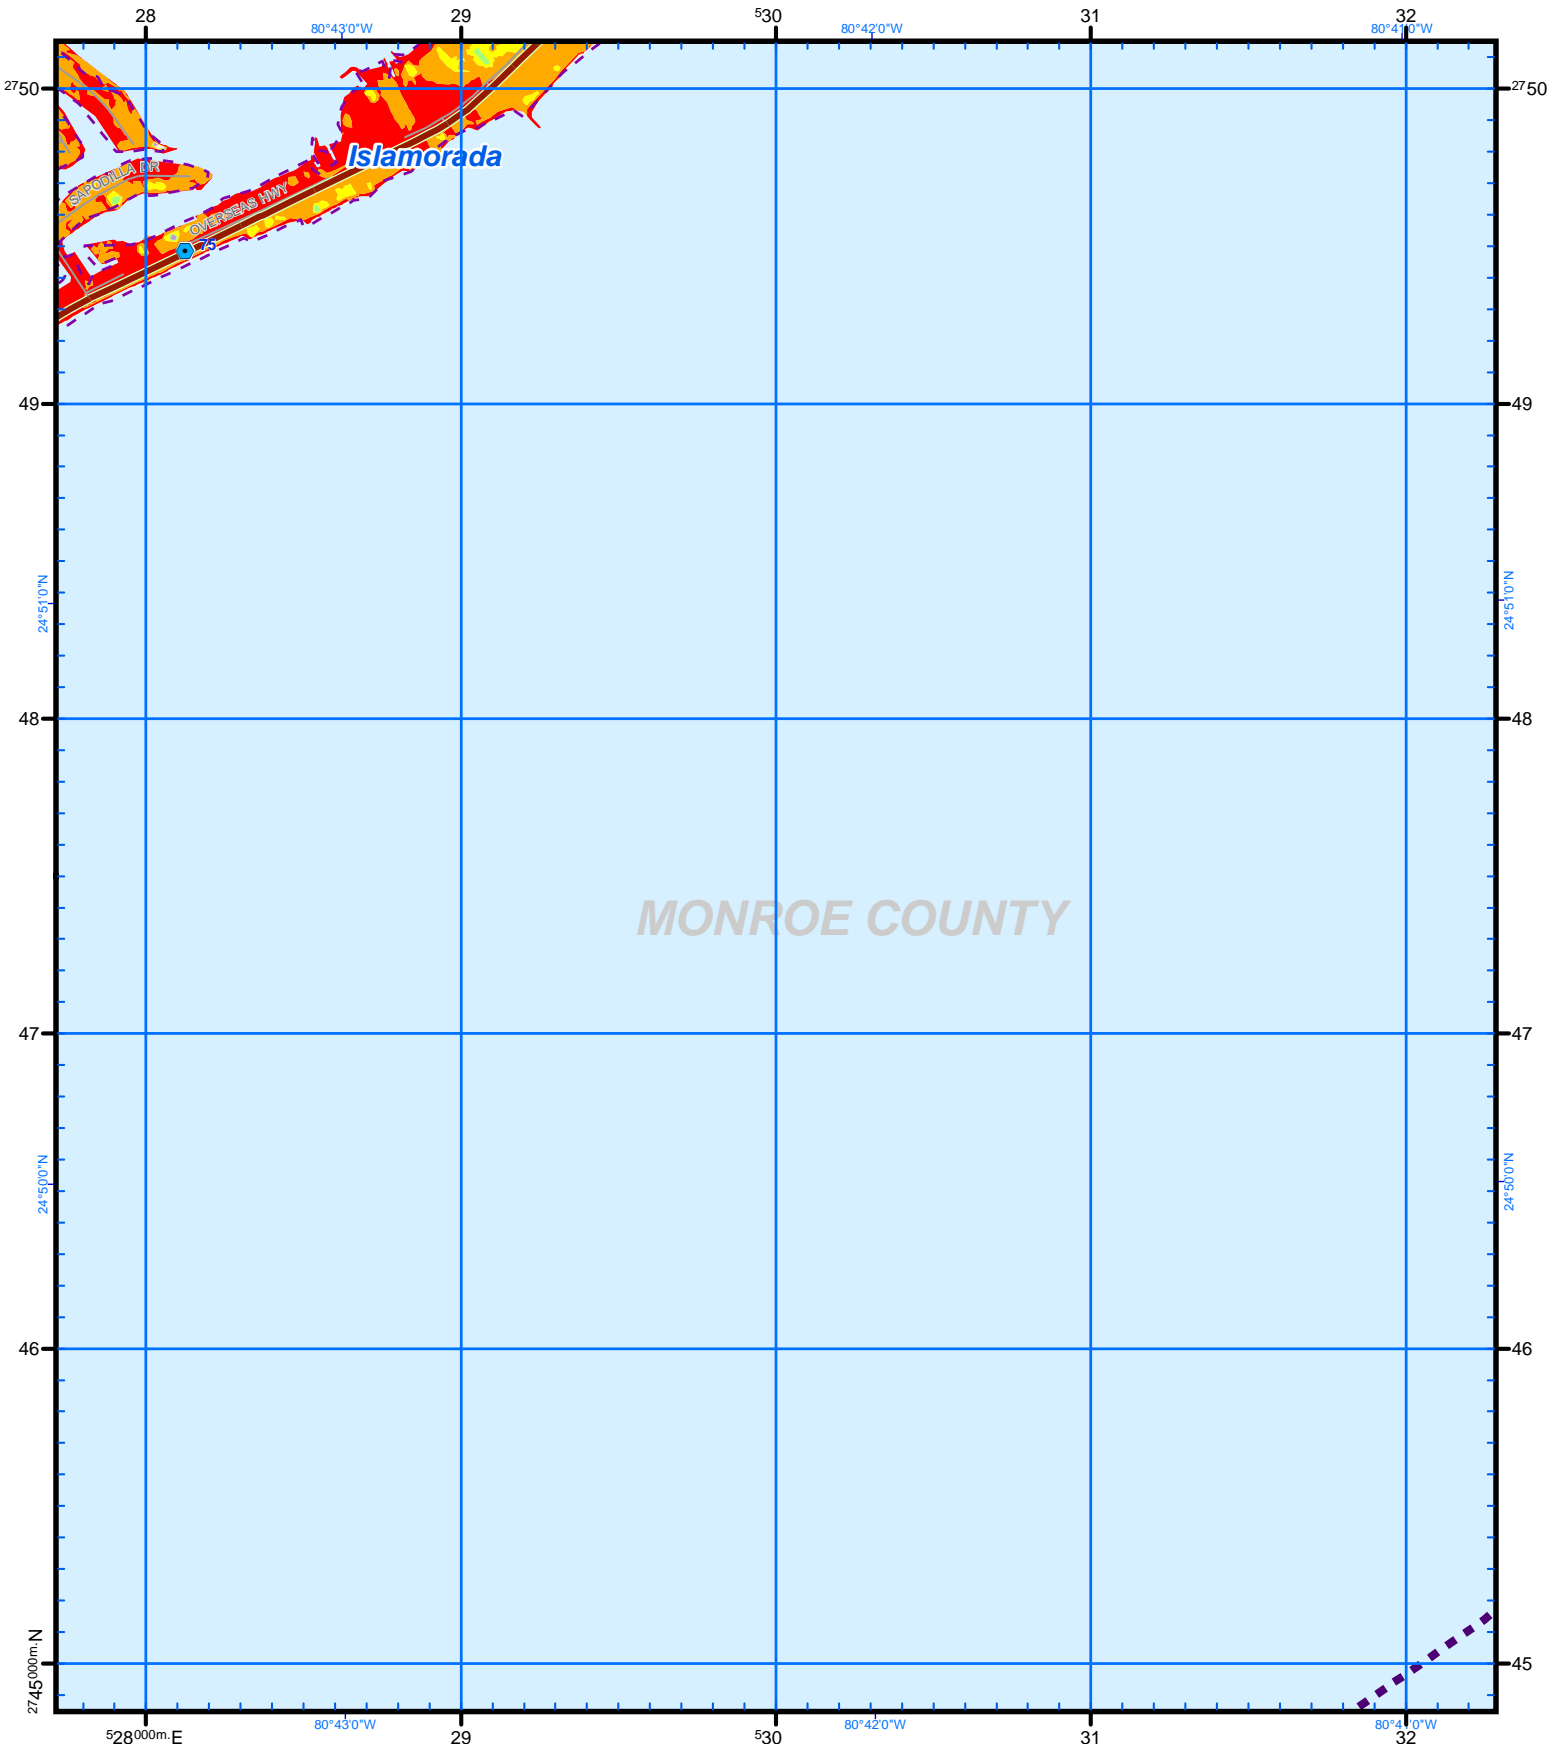 28 29 530 31 32
80°43'0"W 80°42'0"W 80°41'0"W
2750 2750
Islamorada
SAPODILLA DR
OVERSEAS HWY
75
49 49
24°51'0"N 24°51'0"N
48 48
MONROE COUNTY
47 47
24°50'0"N 24°50'0"N
46 46
2745000m.N 45
80°43'0"W 80°42'0"W 80°41'0"W
528000m.E 29 530 31 32